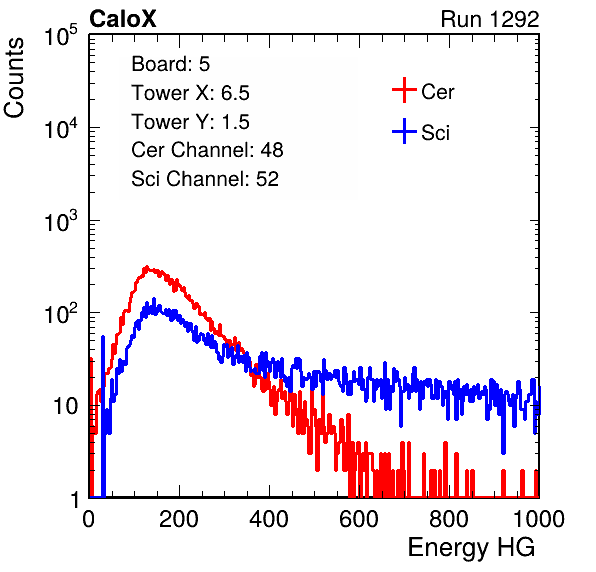 CaloX Run 1292
Counts
10^5
10^4
10^3
10^2
10
1
Board: 5
Tower X: 6.5
Tower Y: 1.5
Cer Channel: 48
Sci Channel: 52
Cer
Sci
0 200 400 600 800 1000
Energy HG